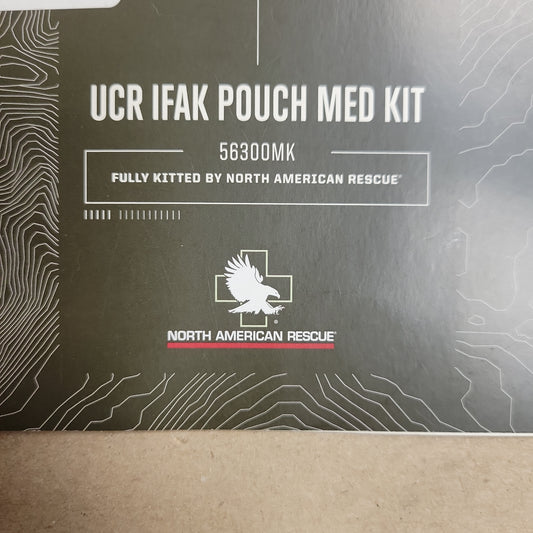 UCR IFAK POUCH MED KIT
56300MK
FULLY KITTED BY NORTH AMERICAN RESCUE®
NORTH AMERICAN RESCUE®